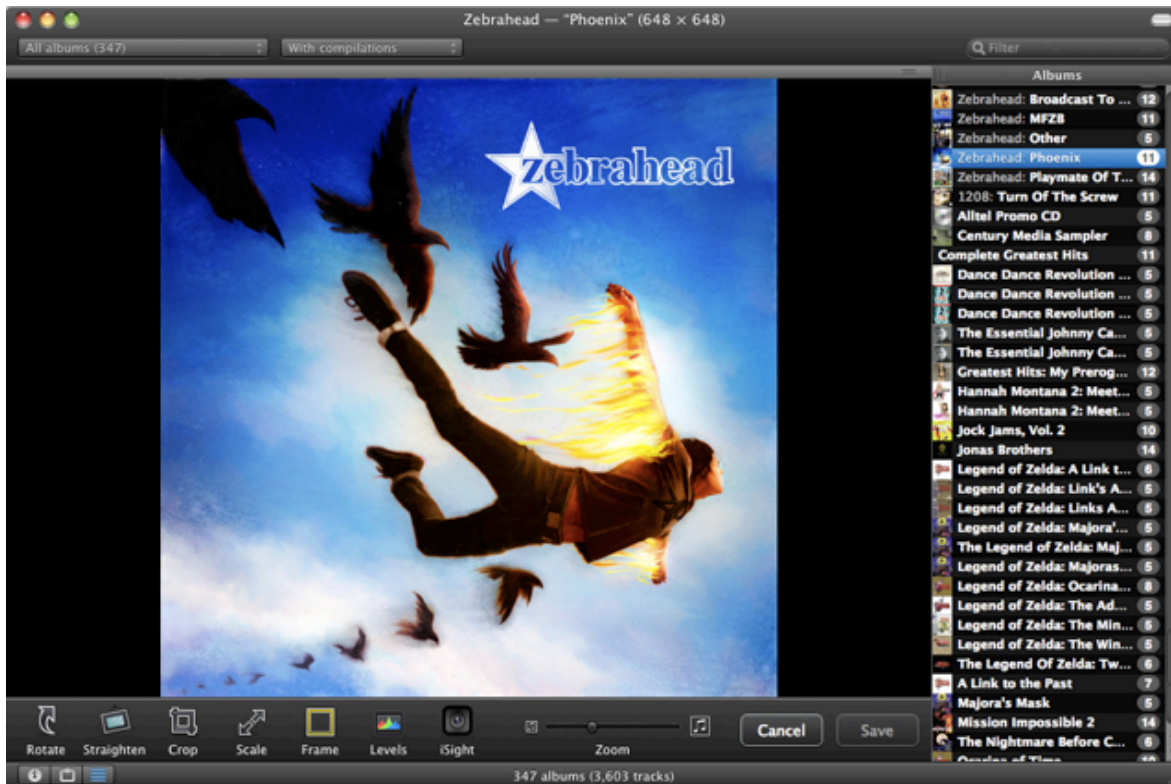 Zebrahead — "Phoenix" (648 × 648)
All albums (347)
With compilations
Filter
zebrahead
Albums
Zebrahead: Broadcast To ... 12
Zebrahead: MFZB 11
Zebrahead: Other 5
Zebrahead: Phoenix 11
Zebrahead: Playmate Of T... 14
1208: Turn Of The Screw 11
Alltel Promo CD 5
Century Media Sampler 8
Complete Greatest Hits 11
Dance Dance Revolution ... 5
Dance Dance Revolution ... 5
Dance Dance Revolution ... 5
The Essential Johnny Ca... 5
The Essential Johnny Ca... 5
Greatest Hits: My Prerog... 12
Hannah Montana 2: Meet... 5
Hannah Montana 2: Meet... 5
Jock Jams, Vol. 2 10
Jonas Brothers 14
Legend of Zelda: A Link t... 6
Legend of Zelda: Link's A... 5
Legend of Zelda: Links A... 5
Legend of Zelda: Majora'... 5
The Legend of Zelda: Maj... 5
Legend of Zelda: Majoras... 5
Legend of Zelda: Ocarina... 8
Legend of Zelda: The Ad... 5
Legend of Zelda: The Min... 5
Legend of Zelda: The Win... 5
The Legend Of Zelda: Tw... 6
A Link to the Past 7
Majora's Mask 5
Mission Impossible 2 14
The Nightmare Before C... 6
Ocarina of Time 10
Rotate
Straighten
Crop
Scale
Frame
Levels
iSight
Zoom
Cancel
Save
347 albums (3,603 tracks)